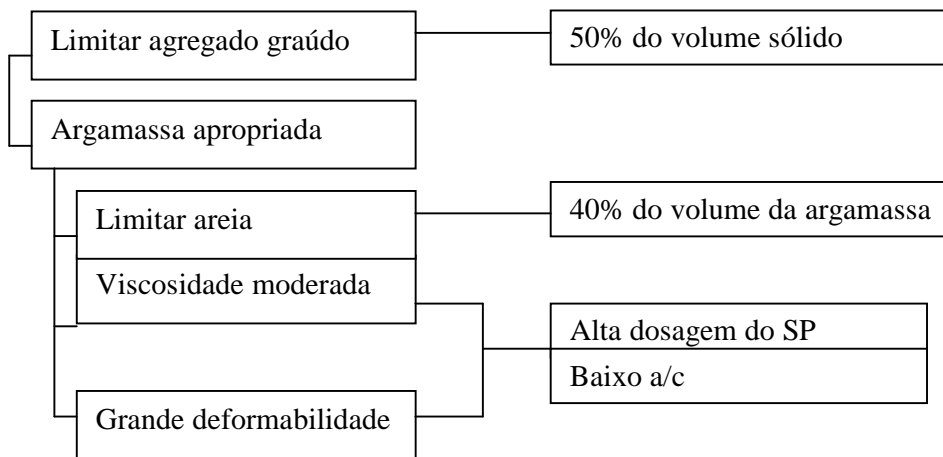 Limitar agregado graúdo
50% do volume sólido
Argamassa apropriada
Limitar areia
40% do volume da argamassa
Viscosidade moderada
Alta dosagem do SP
Baixo a/c
Grande deformabilidade